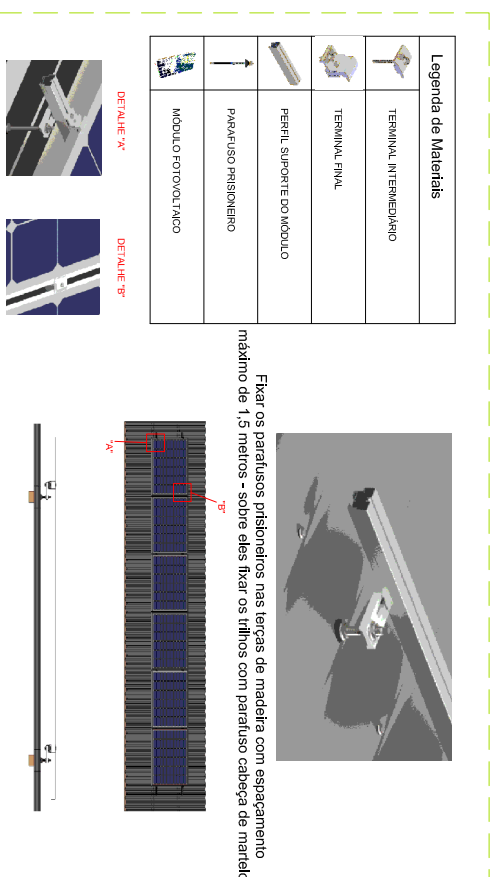 Legenda de Materiais
TERMINAL INTERMEDIÁRIO
TERMINAL FINAL
PERFIL SUPORTE DO MÓDULO
PARAFUSO PRISIONEIRO
MÓDULO FOTOVOLTAICO
DETALHE "A"
DETALHE "B"
Fixar os parafusos prisioneiros nas terças de madeira com espaçamento
máximo de 1,5 metros - sobre eles fixar os trilhos com parafuso cabeça de martelo
"B"
"A"